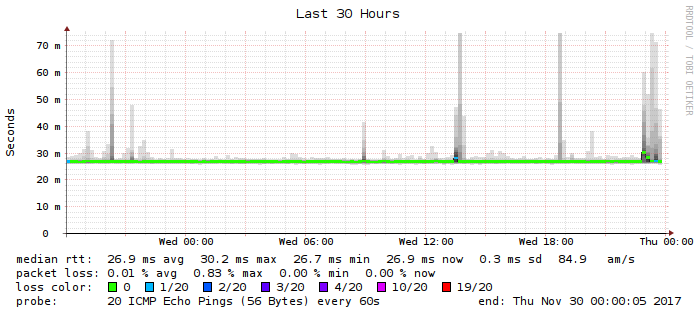 Last 30 Hours
RRDTOOL / TOBI OETIKER
Seconds
70 m
60 m
50 m
40 m
30 m
20 m
10 m
0
Wed 00:00 Wed 06:00 Wed 12:00 Wed 18:00 Thu 00:00
median rtt: 26.9 ms avg 30.2 ms max 26.7 ms min 26.9 ms now 0.3 ms sd 84.9 am/s
packet loss: 0.01 % avg 0.83 % max 0.00 % min 0.00 % now
loss color: 0 1/20 2/20 3/20 4/20 10/20 19/20
probe: 20 ICMP Echo Pings (56 Bytes) every 60s end: Thu Nov 30 00:00:05 2017